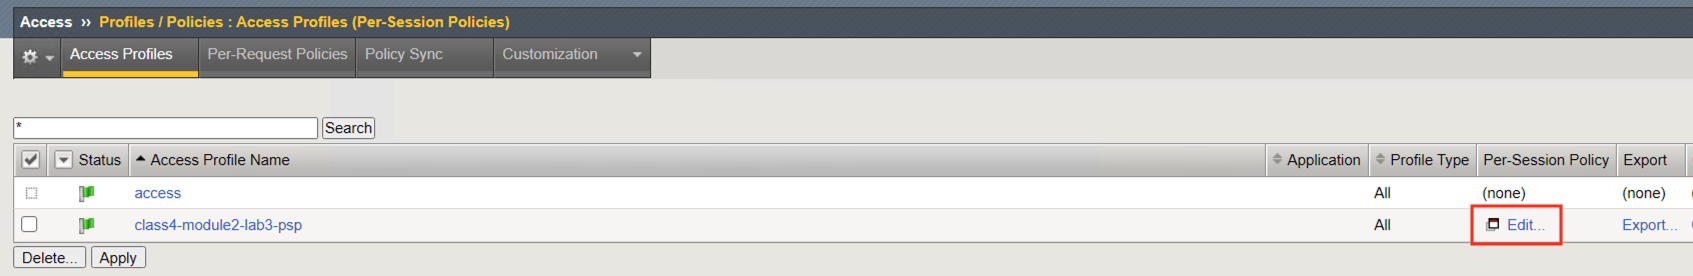 Access ›› Profiles / Policies : Access Profiles (Per-Session Policies)
Access Profiles Per-Request Policies Policy Sync Customization
* Search
Status Access Profile Name Application Profile Type Per-Session Policy Export
access All (none) (none)
class4-module2-lab3-psp All Edit... Export...
Delete... Apply